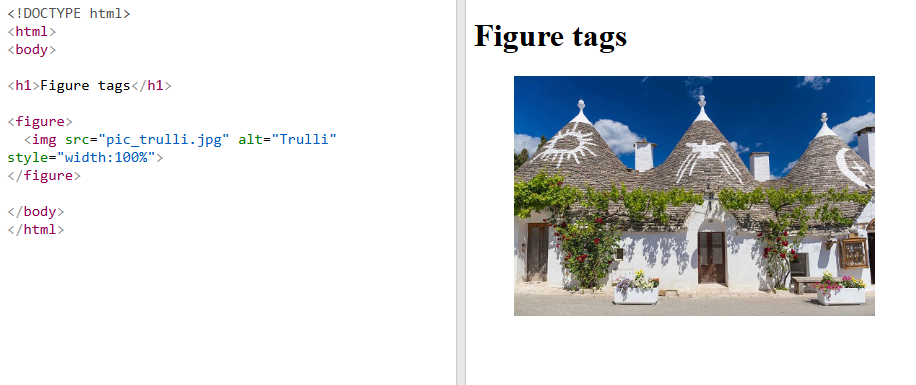 <!DOCTYPE html>
<html>
<body>
<h1>Figure tags</h1>
<figure>
  <img src="pic_trulli.jpg" alt="Trulli"
style="width:100%">
</figure>
</body>
</html>
Figure tags